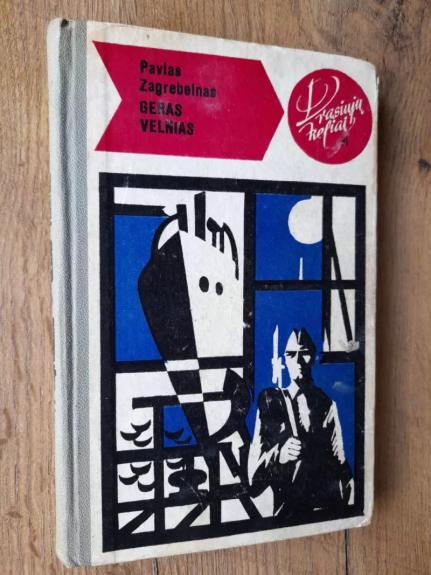 Pavlas
Zagrebelnas
GERAS
VELNIAS
Drąsiųjų
keliai